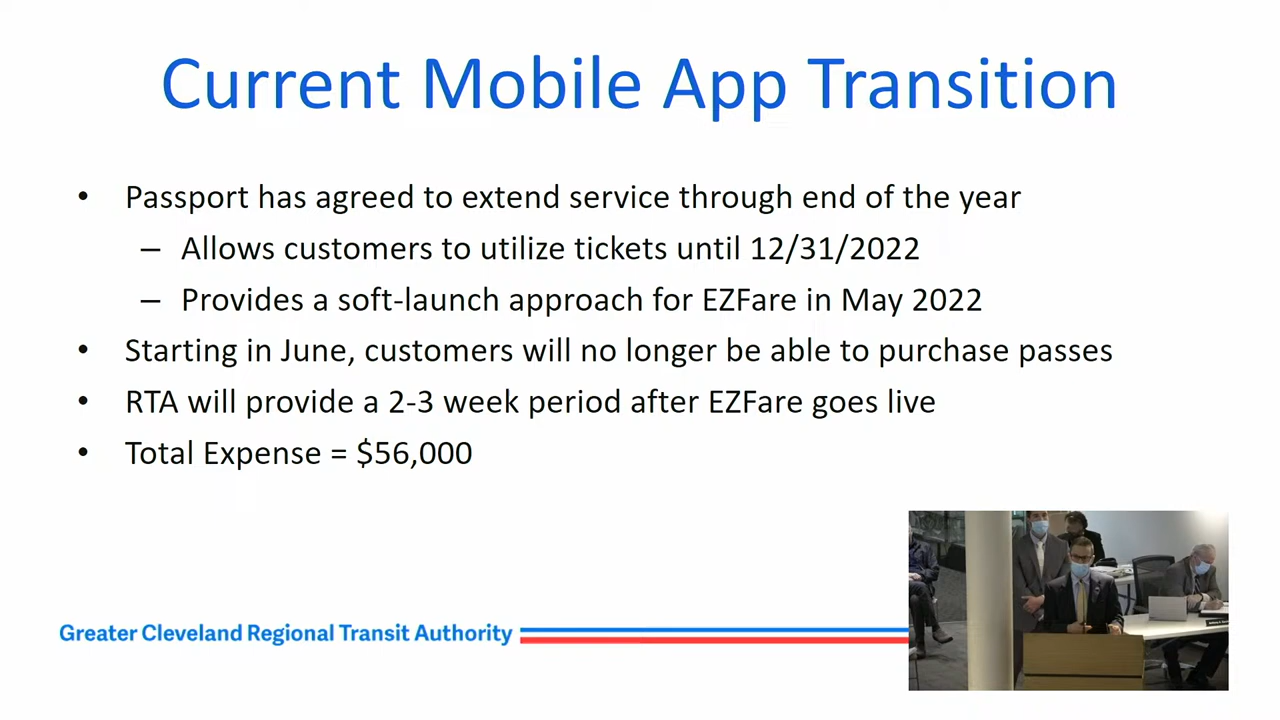 Current Mobile App Transition
• Passport has agreed to extend service through end of the year
– Allows customers to utilize tickets until 12/31/2022
– Provides a soft-launch approach for EZFare in May 2022
• Starting in June, customers will no longer be able to purchase passes
• RTA will provide a 2-3 week period after EZFare goes live
• Total Expense = $56,000
Greater Cleveland Regional Transit Authority